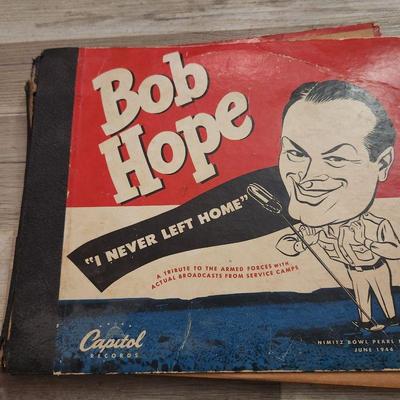 Bob
Hope
"I NEVER LEFT HOME"
A TRIBUTE TO THE ARMED FORCES WITH
ACTUAL BROADCASTS FROM SERVICE CAMPS
Capitol
RECORDS
NIMITZ BOWL PEARL
JUNE 1944